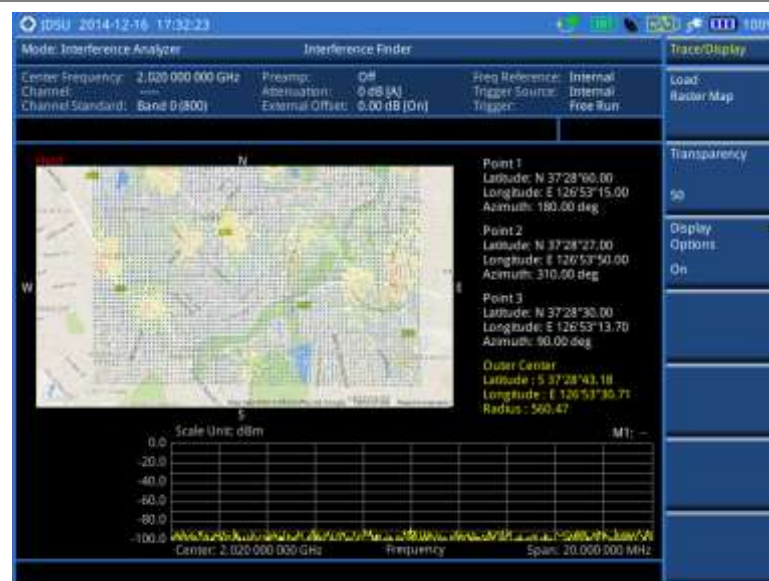 JDSU 2014-12-16 17:32:23
100%
Mode: Interference Analyzer
Interference Finder
Trace/Display
Center Frequency: 2.020 000 000 GHz
Channel: ----
Channel Standard: Band 0 (800)
Preamp: Off
Attenuation: 0 dB [A]
External Offset: 0.00 dB [On]
Freq Reference: Internal
Trigger Source: Internal
Trigger: Free Run
Load
Raster Map
Transparency
50
Display
Options
On
N
W
S
Point 1
Latitude: N 37'28"60.00
Longitude: E 126'53"15.00
Azimuth: 180.00 deg
Point 2
Latitude: N 37'28"27.00
Longitude: E 126'53"50.00
Azimuth: 310.00 deg
Point 3
Latitude: N 37'28"30.00
Longitude: E 126'53"13.70
Azimuth: 90.00 deg
Outer Center
Latitude : S 37'28"43.18
Longitude : E 126'53"30.71
Radius : 560.47
Scale Unit: dBm
M1: --
0.0
-20.0
-40.0
-60.0
-80.0
-100.0
Center: 2.020 000 000 GHz
Frequency
Span: 20.000 000 MHz